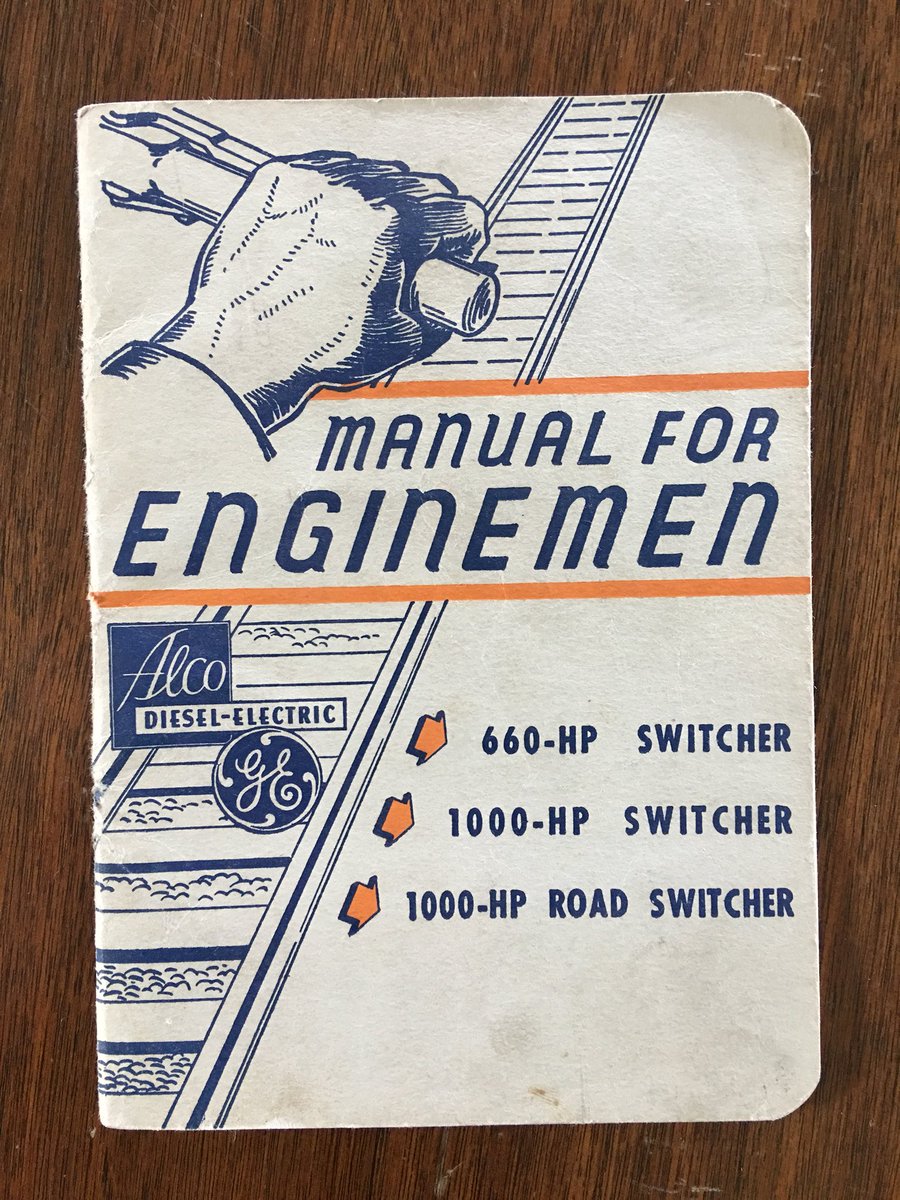 MANUAL FOR
ENGINEMEN
Alco
DIESEL-ELECTRIC
GE
660-HP SWITCHER
1000-HP SWITCHER
1000-HP ROAD SWITCHER